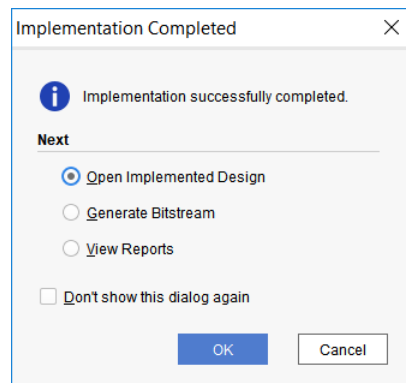 Implementation Completed
Implementation successfully completed.
Next
Open Implemented Design
Generate Bitstream
View Reports
Don't show this dialog again
OK
Cancel